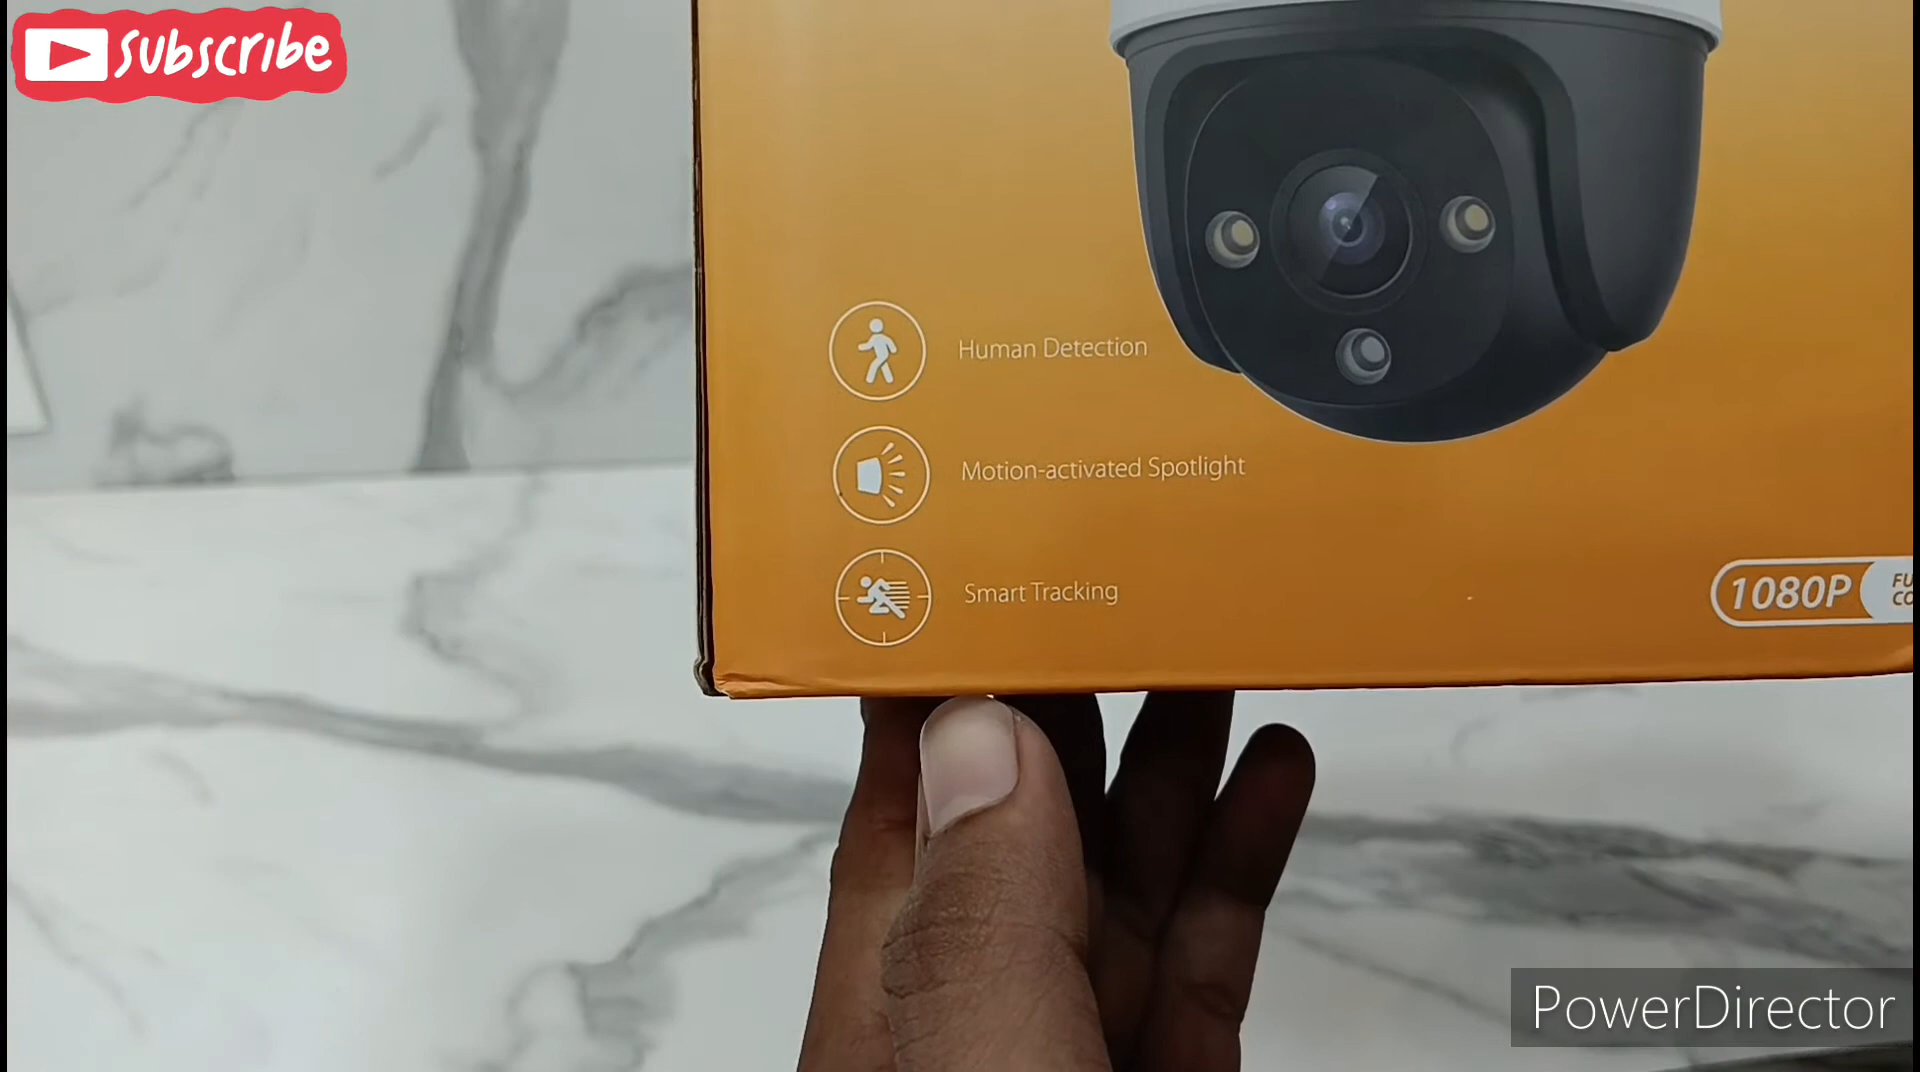 Subscribe
Human Detection
Motion-activated Spotlight
Smart Tracking
1080P
PowerDirector